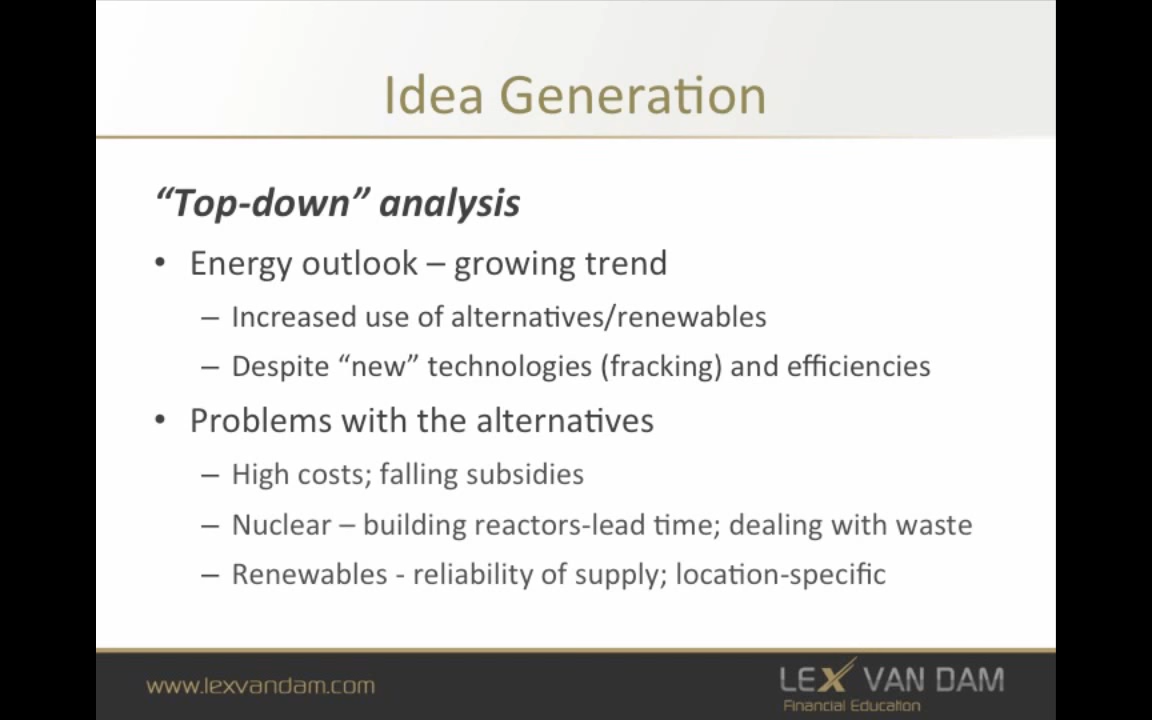 Idea Generation
“Top-down” analysis
• Energy outlook – growing trend
– Increased use of alternatives/renewables
– Despite “new” technologies (fracking) and efficiencies
• Problems with the alternatives
– High costs; falling subsidies
– Nuclear – building reactors-lead time; dealing with waste
– Renewables - reliability of supply; location-specific
www.lexvandam.com
LEX VAN DAM
Financial Education